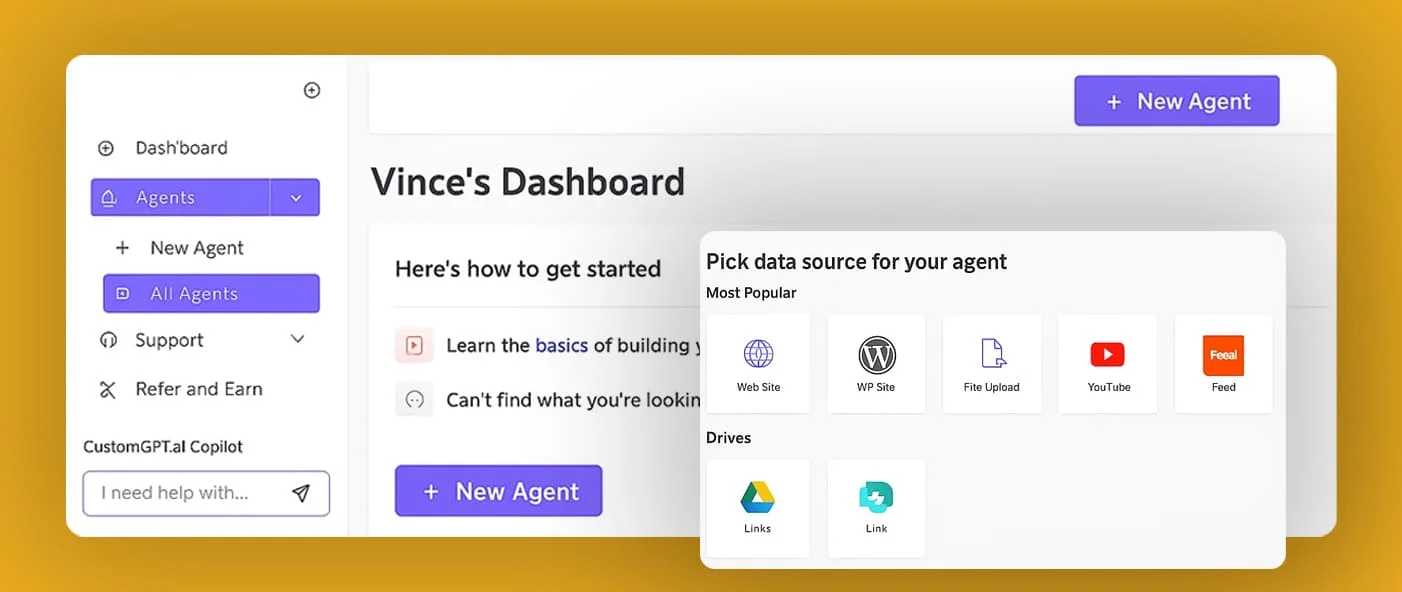 + New Agent
Dash'board
Agents
+ New Agent
All Agents
Support
Refer and Earn
CustomGPT.al Copilot
I need help with...
Vince's Dashboard
Here's how to get started
Learn the basics of building y
Can't find what you're lookin
+ New Agent
Pick data source for your agent
Most Popular
Web Site
WP Site
Fite Upload
YouTube
Feeal
Feed
Drives
Links
Link